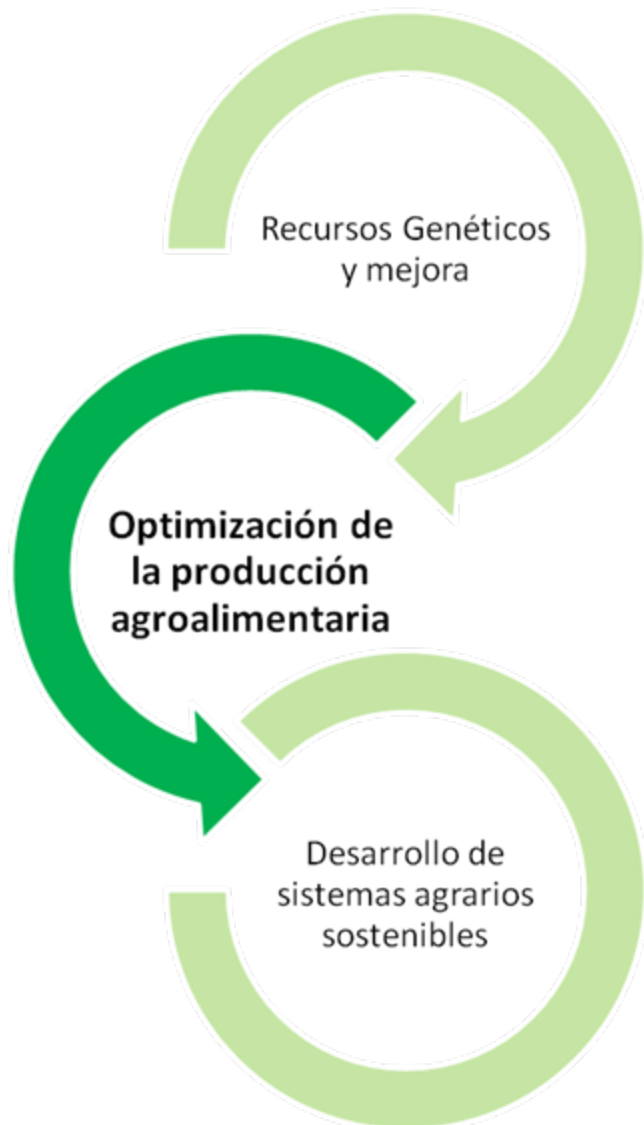 Recursos Genéticos
y mejora
Optimización de
la producción
agroalimentaria
Desarrollo de
sistemas agrarios
sostenibles